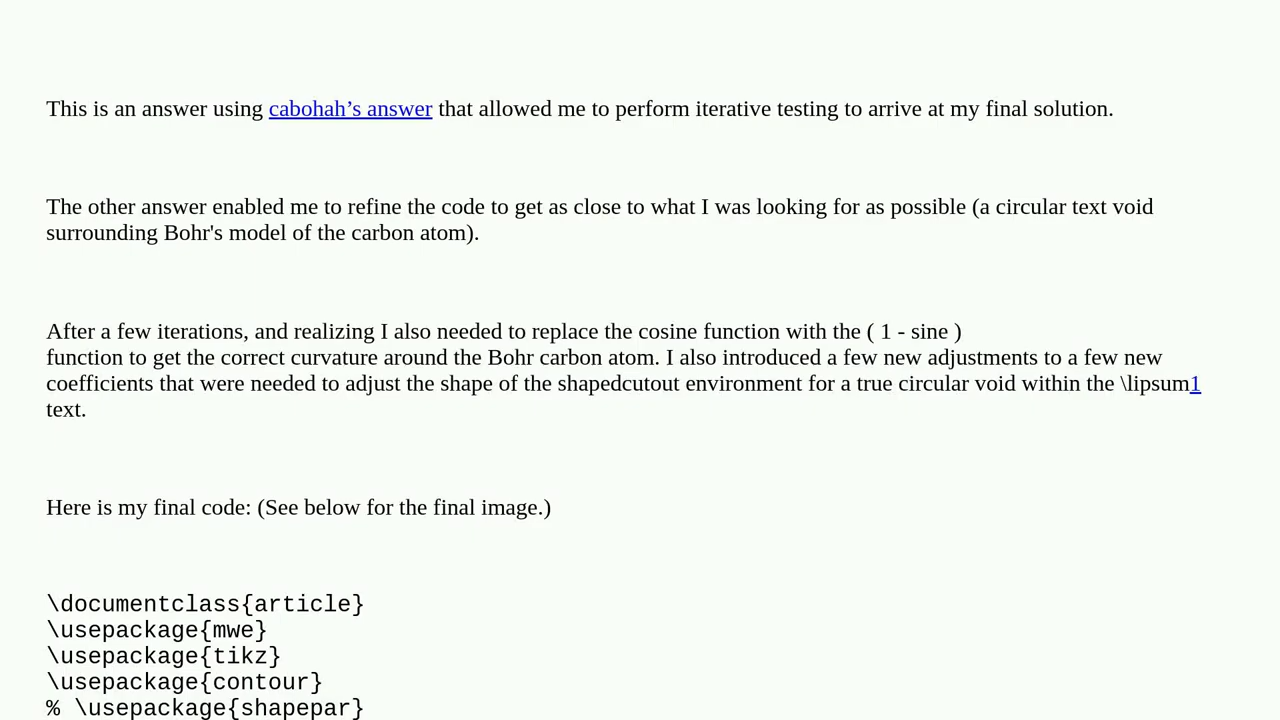 This is an answer using cabohah’s answer that allowed me to perform iterative testing to arrive at my final solution.
The other answer enabled me to refine the code to get as close to what I was looking for as possible (a circular text void
surrounding Bohr's model of the carbon atom).
After a few iterations, and realizing I also needed to replace the cosine function with the ( 1 - sine )
function to get the correct curvature around the Bohr carbon atom. I also introduced a few new adjustments to a few new
coefficients that were needed to adjust the shape of the shapedcutout environment for a true circular void within the \lipsum1
text.
Here is my final code: (See below for the final image.)
\documentclass{article}
\usepackage{mwe}
\usepackage{tikz}
\usepackage{contour}
% \usepackage{shapepar}